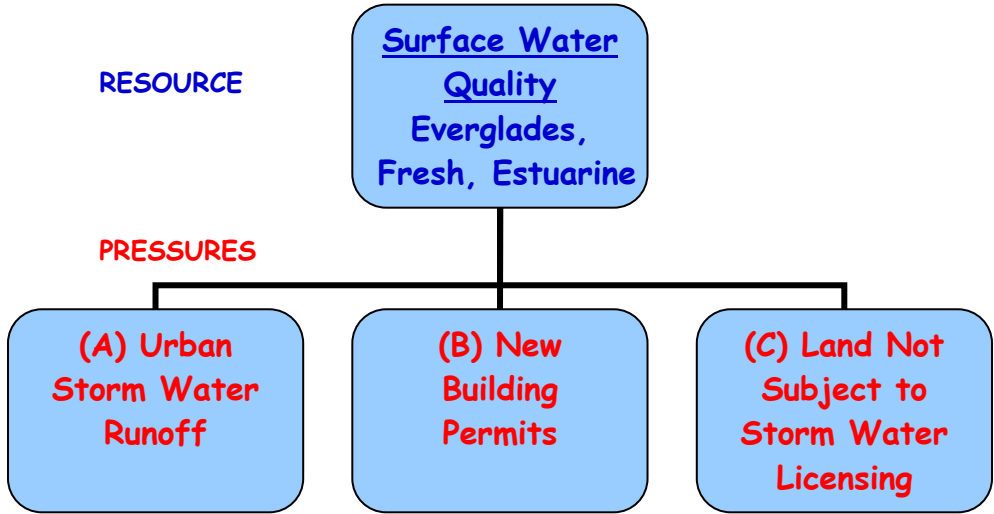 RESOURCE
Surface Water
Quality
Everglades,
Fresh, Estuarine
PRESSURES
(A) Urban
Storm Water
Runoff
(B) New
Building
Permits
(C) Land Not
Subject to
Storm Water
Licensing